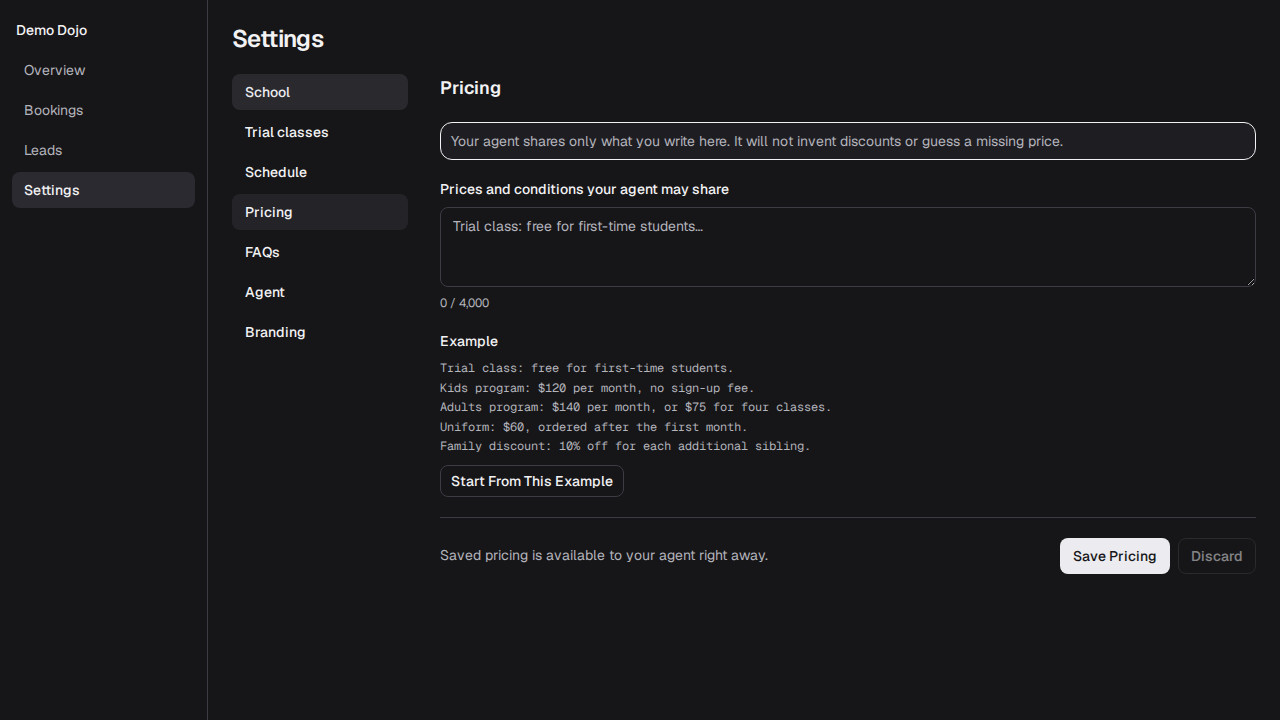 Demo Dojo
Overview
Bookings
Leads
Settings
Settings
School
Trial classes
Schedule
Pricing
FAQs
Agent
Branding
Pricing
Your agent shares only what you write here. It will not invent discounts or guess a missing price.
Prices and conditions your agent may share
Trial class: free for first-time students…
0 / 4,000
Example
Trial class: free for first-time students.
Kids program: $120 per month, no sign-up fee.
Adults program: $140 per month, or $75 for four classes.
Uniform: $60, ordered after the first month.
Family discount: 10% off for each additional sibling.
Start From This Example
Saved pricing is available to your agent right away.
Save Pricing
Discard